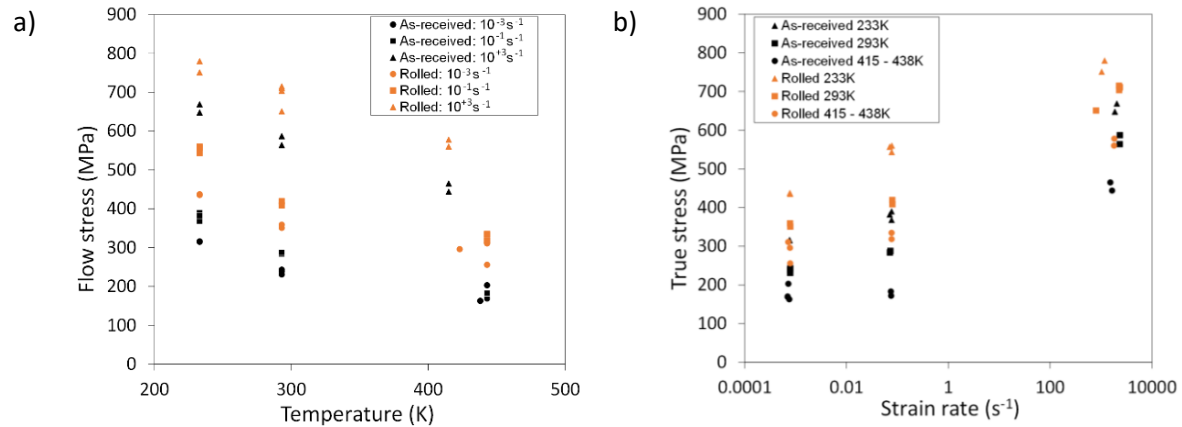 a)
900
800
700
600
500
400
300
200
100
0
Flow stress (MPa)
As-received: 10⁻³s⁻¹
As-received: 10⁻¹s⁻¹
As-received: 10⁺³s⁻¹
Rolled: 10⁻³s⁻¹
Rolled: 10⁻¹s⁻¹
Rolled: 10⁺³s⁻¹
200 300 400 500
Temperature (K)
b)
900
800
700
600
500
400
300
200
100
0
True stress (MPa)
As-received 233K
As-received 293K
As-received 415 - 438K
Rolled 233K
Rolled 293K
Rolled 415 - 438K
0.0001 0.01 1 100 10000
Strain rate (s⁻¹)